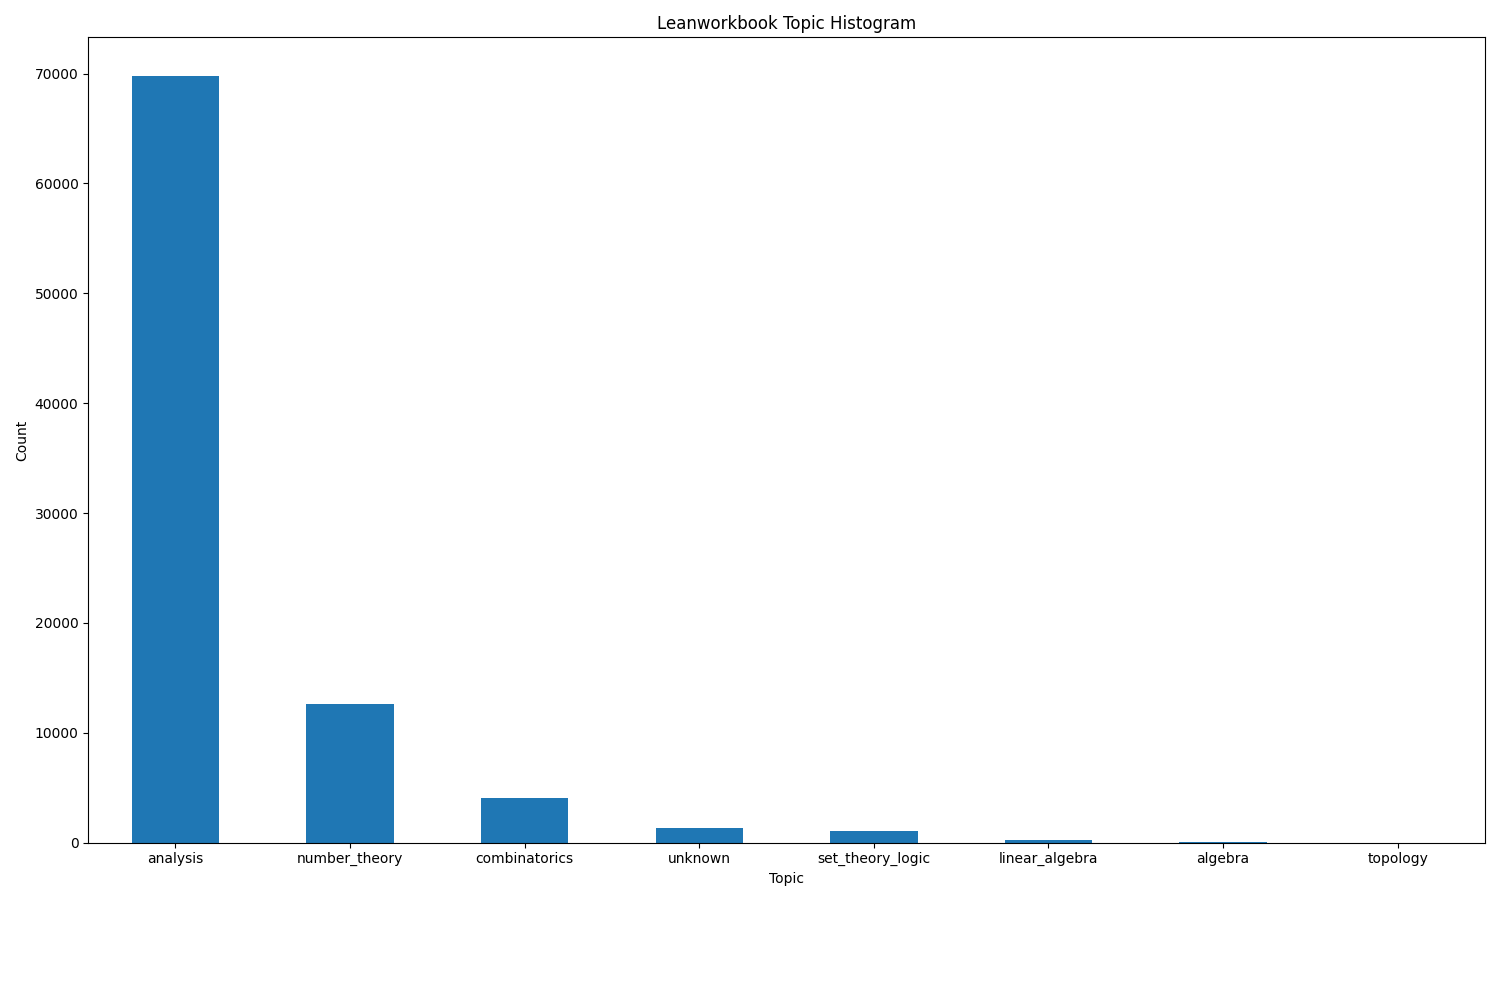 Leanworkbook Topic Histogram
Count
70000
60000
50000
40000
30000
20000
10000
0
analysis number_theory combinatorics unknown set_theory_logic linear_algebra algebra topology
Topic